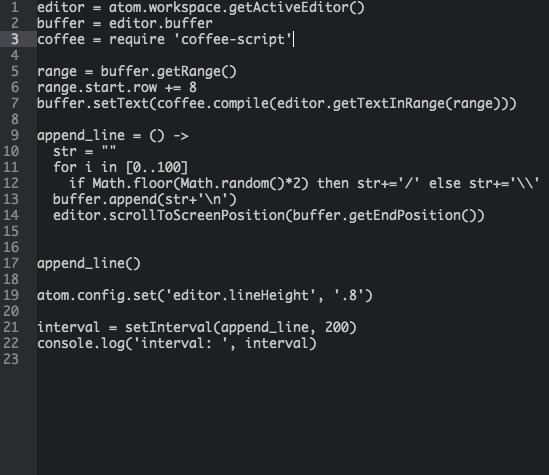 1 editor = atom.workspace.getActiveEditor()
2 buffer = editor.buffer
3 coffee = require 'coffee-script'
4
5 range = buffer.getRange()
6 range.start.row += 8
7 buffer.setText(coffee.compile(editor.getTextInRange(range)))
8
9 append_line = () ->
10   str = ""
11   for i in [0..100]
12     if Math.floor(Math.random()*2) then str+='/' else str+='\\'
13   buffer.append(str+'\n')
14   editor.scrollToScreenPosition(buffer.getEndPosition())
15
16
17 append_line()
18
19 atom.config.set('editor.lineHeight', '.8')
20
21 interval = setInterval(append_line, 200)
22 console.log('interval: ', interval)
23